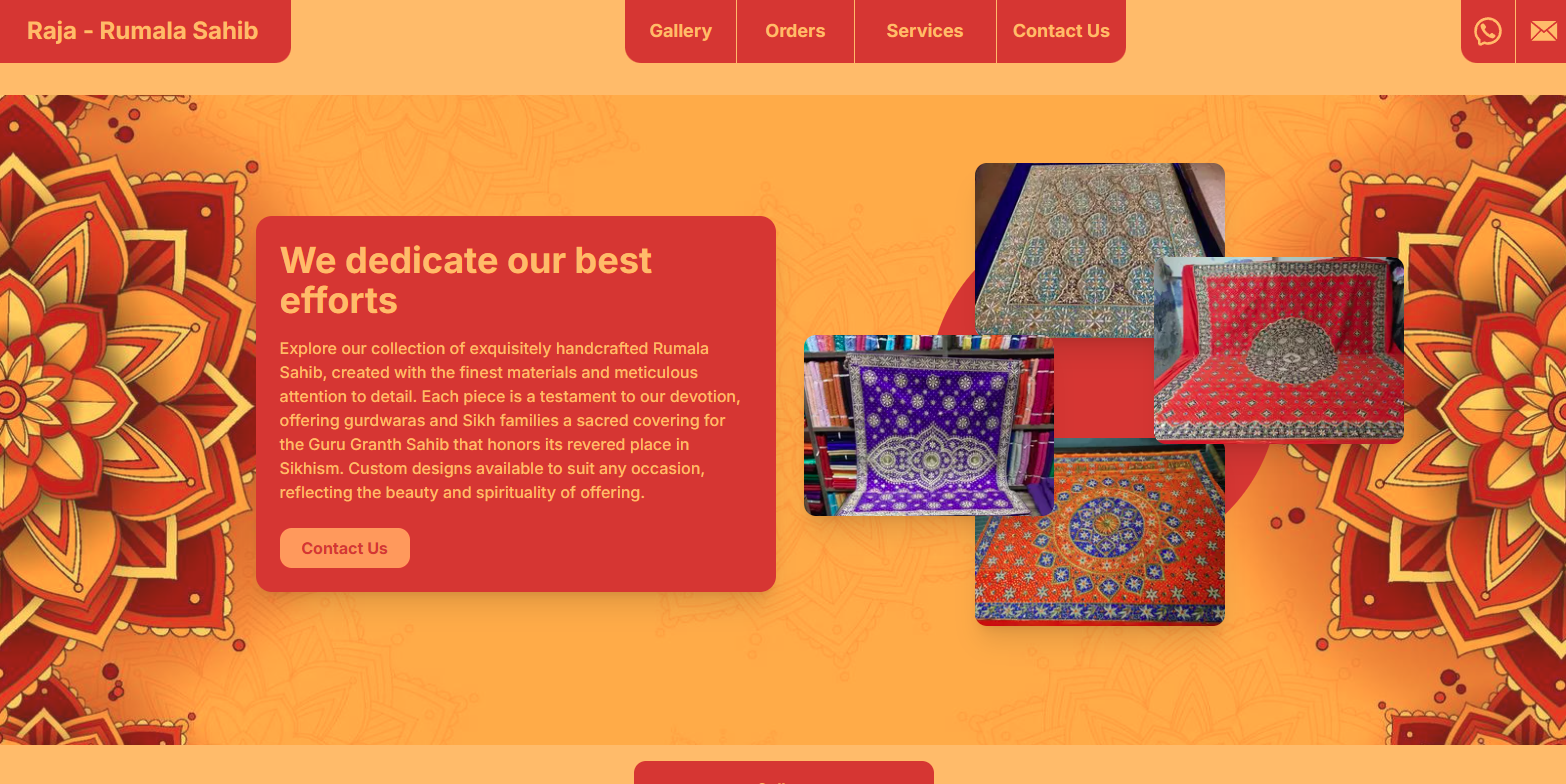 Raja - Rumala Sahib
Gallery
Orders
Services
Contact Us
We dedicate our best
efforts
Explore our collection of exquisitely handcrafted Rumala
Sahib, created with the finest materials and meticulous
attention to detail. Each piece is a testament to our devotion,
offering gurdwaras and Sikh families a sacred covering for
the Guru Granth Sahib that honors its revered place in
Sikhism. Custom designs available to suit any occasion,
reflecting the beauty and spirituality of offering.
Contact Us